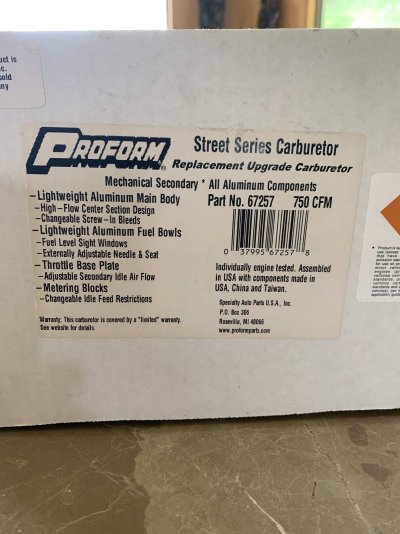 uct is
c.
sold
ny
PROFORM®
Street Series Carburetor
Replacement Upgrade Carburetor
Mechanical Secondary * All Aluminum Components
–Lightweight Aluminum Main Body
–High-Flow Center Section Design
–Changeable Screw-In Bleeds
–Lightweight Aluminum Fuel Bowls
–Fuel Level Sight Windows
–Externally Adjustable Needle & Seat
–Throttle Base Plate
–Adjustable Secondary Idle Air Flow
–Metering Blocks
–Changeable Idle Feed Restrictions
Warranty: This carburetor is covered by a "limited" warranty.
See website for details.
Part No. 67257 750 CFM
0 37995 67257 8
Individually engine tested. Assembled
in USA with components made in
USA, China and Taiwan.
Specialty Auto Parts U.S.A., Inc.
P.O. Box 306
Roseville, MI 48066
www.proformparts.com